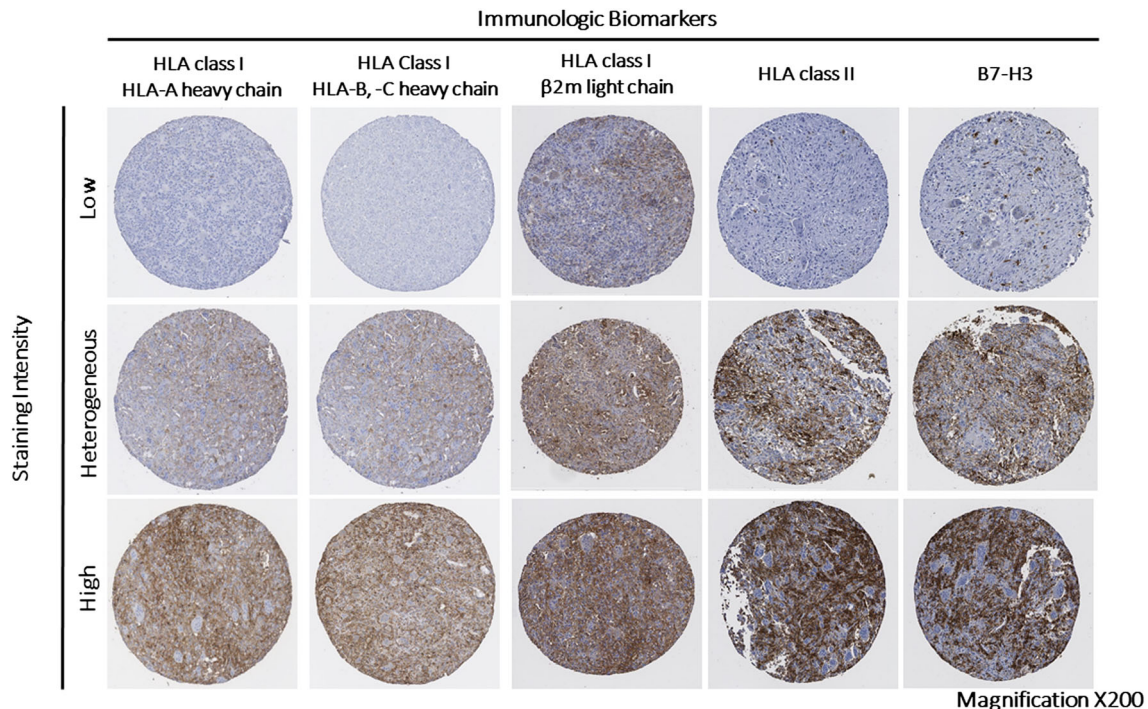 Immunologic Biomarkers
HLA class I
HLA-A heavy chain
HLA Class I
HLA-B, -C heavy chain
HLA class I
β2m light chain
HLA class II
B7-H3
Staining Intensity
Low
Heterogeneous
High
Magnification X200